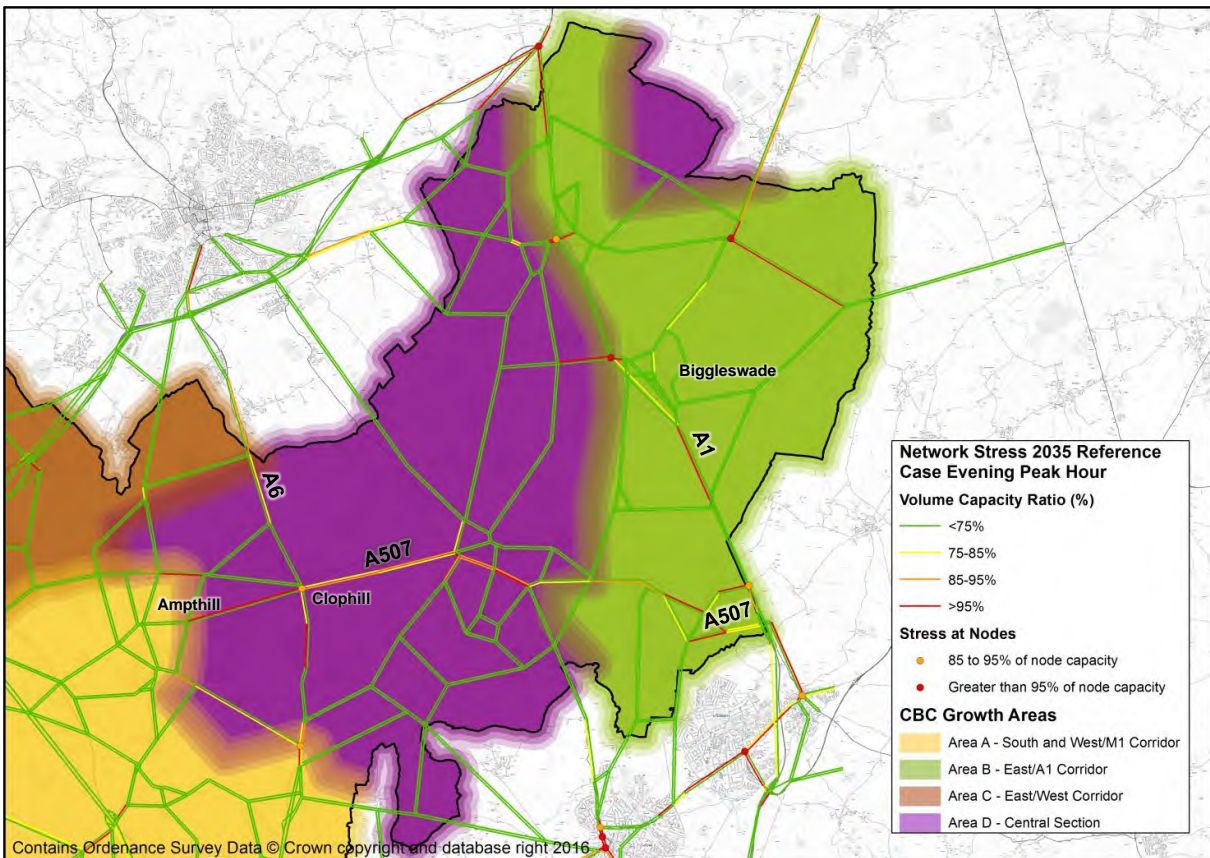 Biggleswade
A1
A6
A507
Ampthill
Clophill
A507
Network Stress 2035 Reference
Case Evening Peak Hour
Volume Capacity Ratio (%)
<75%
75-85%
85-95%
>95%
Stress at Nodes
85 to 95% of node capacity
Greater than 95% of node capacity
CBC Growth Areas
Area A - South and West/M1 Corridor
Area B - East/A1 Corridor
Area C - East/West Corridor
Area D - Central Section
Contains Ordenance Survey Data © Crown copyright and database right 2016